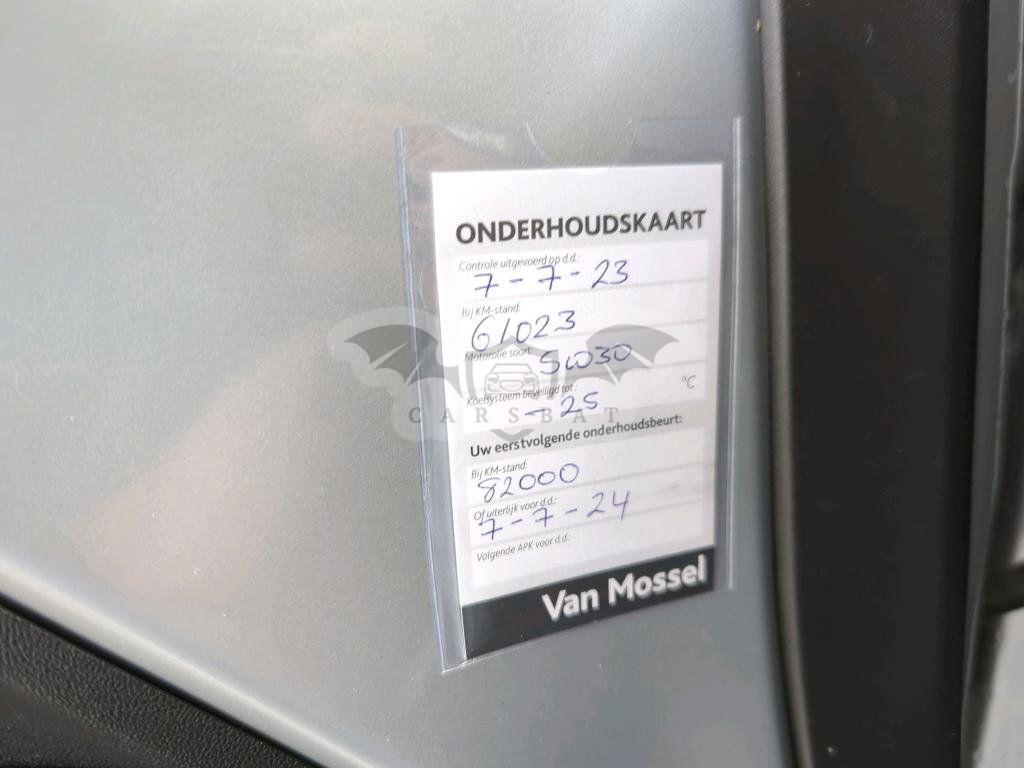 ONDERHOUDSKAART
Controle uitgevoerd op d.d.:
7-7-23
Bij KM-stand:
61023
Motorolie soort:
5W30
Koelsysteem beveiligd tot:
-25 °C
CARSBAT
Uw eerstvolgende onderhoudsbeurt:
Bij KM-stand:
82000
Of uiterlijk voor d.d.:
7-7-24
Volgende APK voor d.d.:
Van Mossel